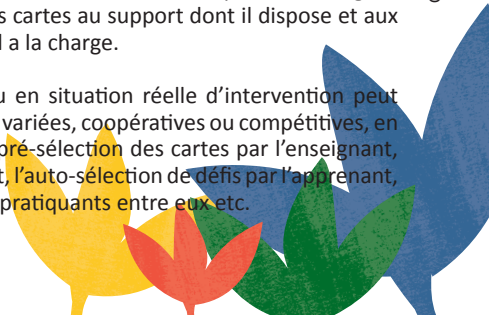 s cartes au support dont il dispose et aux
l a la charge.
u en situation réelle d'intervention peut
variées, coopératives ou compétitives, en
pré-sélection des cartes par l'enseignant,
t, l'auto-sélection de défis par l'apprenant,
pratiquants entre eux etc.